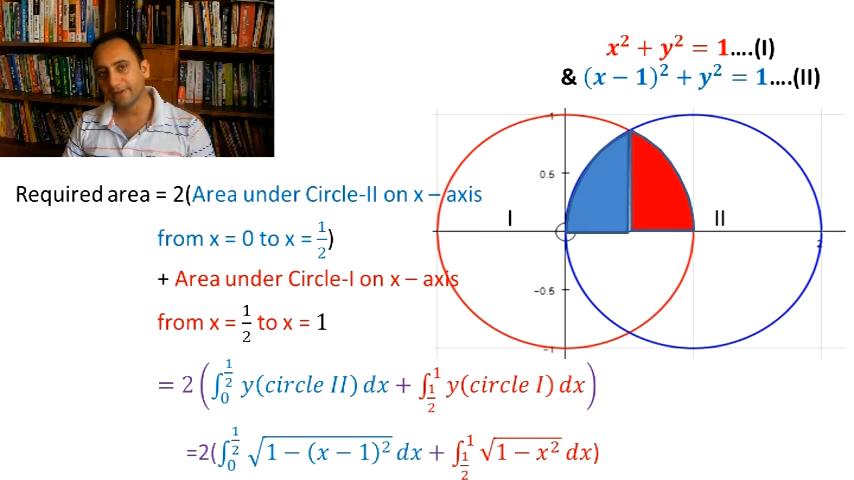 x² + y² = 1....(I)
& (x − 1)² + y² = 1....(II)
1
0.5
I
II
2
−0.5
−1
Required area = 2(Area under Circle-II on x – axis
from x = 0 to x = 1/2)
+ Area under Circle-I on x – axis
from x = 1/2 to x = 1
= 2(∫₀^(1/2) y(circle II) dx + ∫_(1/2)^1 y(circle I) dx)
=2(∫₀^(1/2) √(1 − (x − 1)²) dx + ∫_(1/2)^1 √(1 − x²) dx)